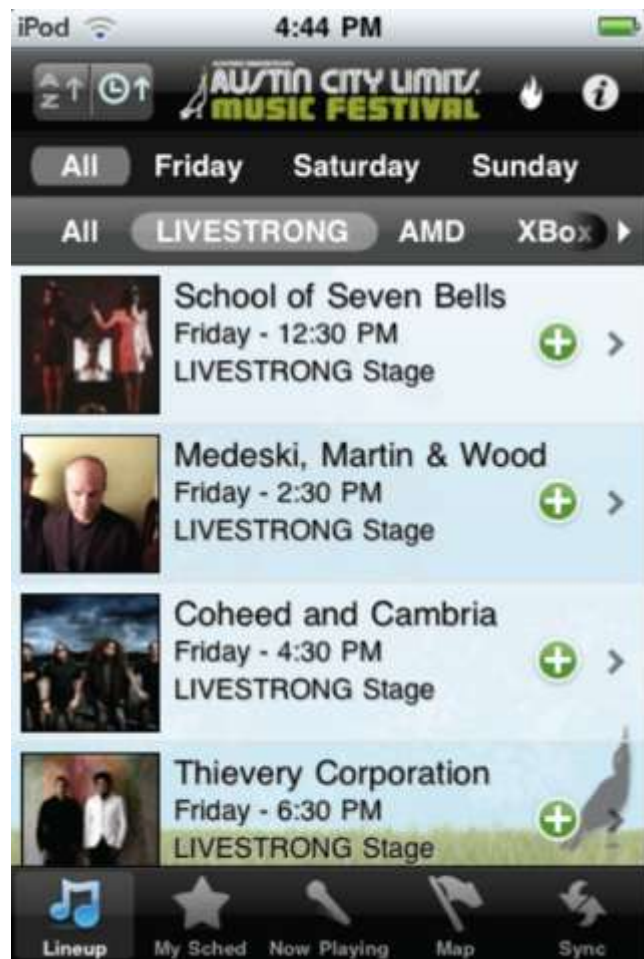 iPod 4:44 PM
A Z
AUSTIN CITY LIMITS
MUSIC FESTIVAL
All Friday Saturday Sunday
All LIVESTRONG AMD XBox
School of Seven Bells
Friday - 12:30 PM
LIVESTRONG Stage
Medeski, Martin & Wood
Friday - 2:30 PM
LIVESTRONG Stage
Coheed and Cambria
Friday - 4:30 PM
LIVESTRONG Stage
Thievery Corporation
Friday - 6:30 PM
LIVESTRONG Stage
Lineup My Sched Now Playing Map Sync